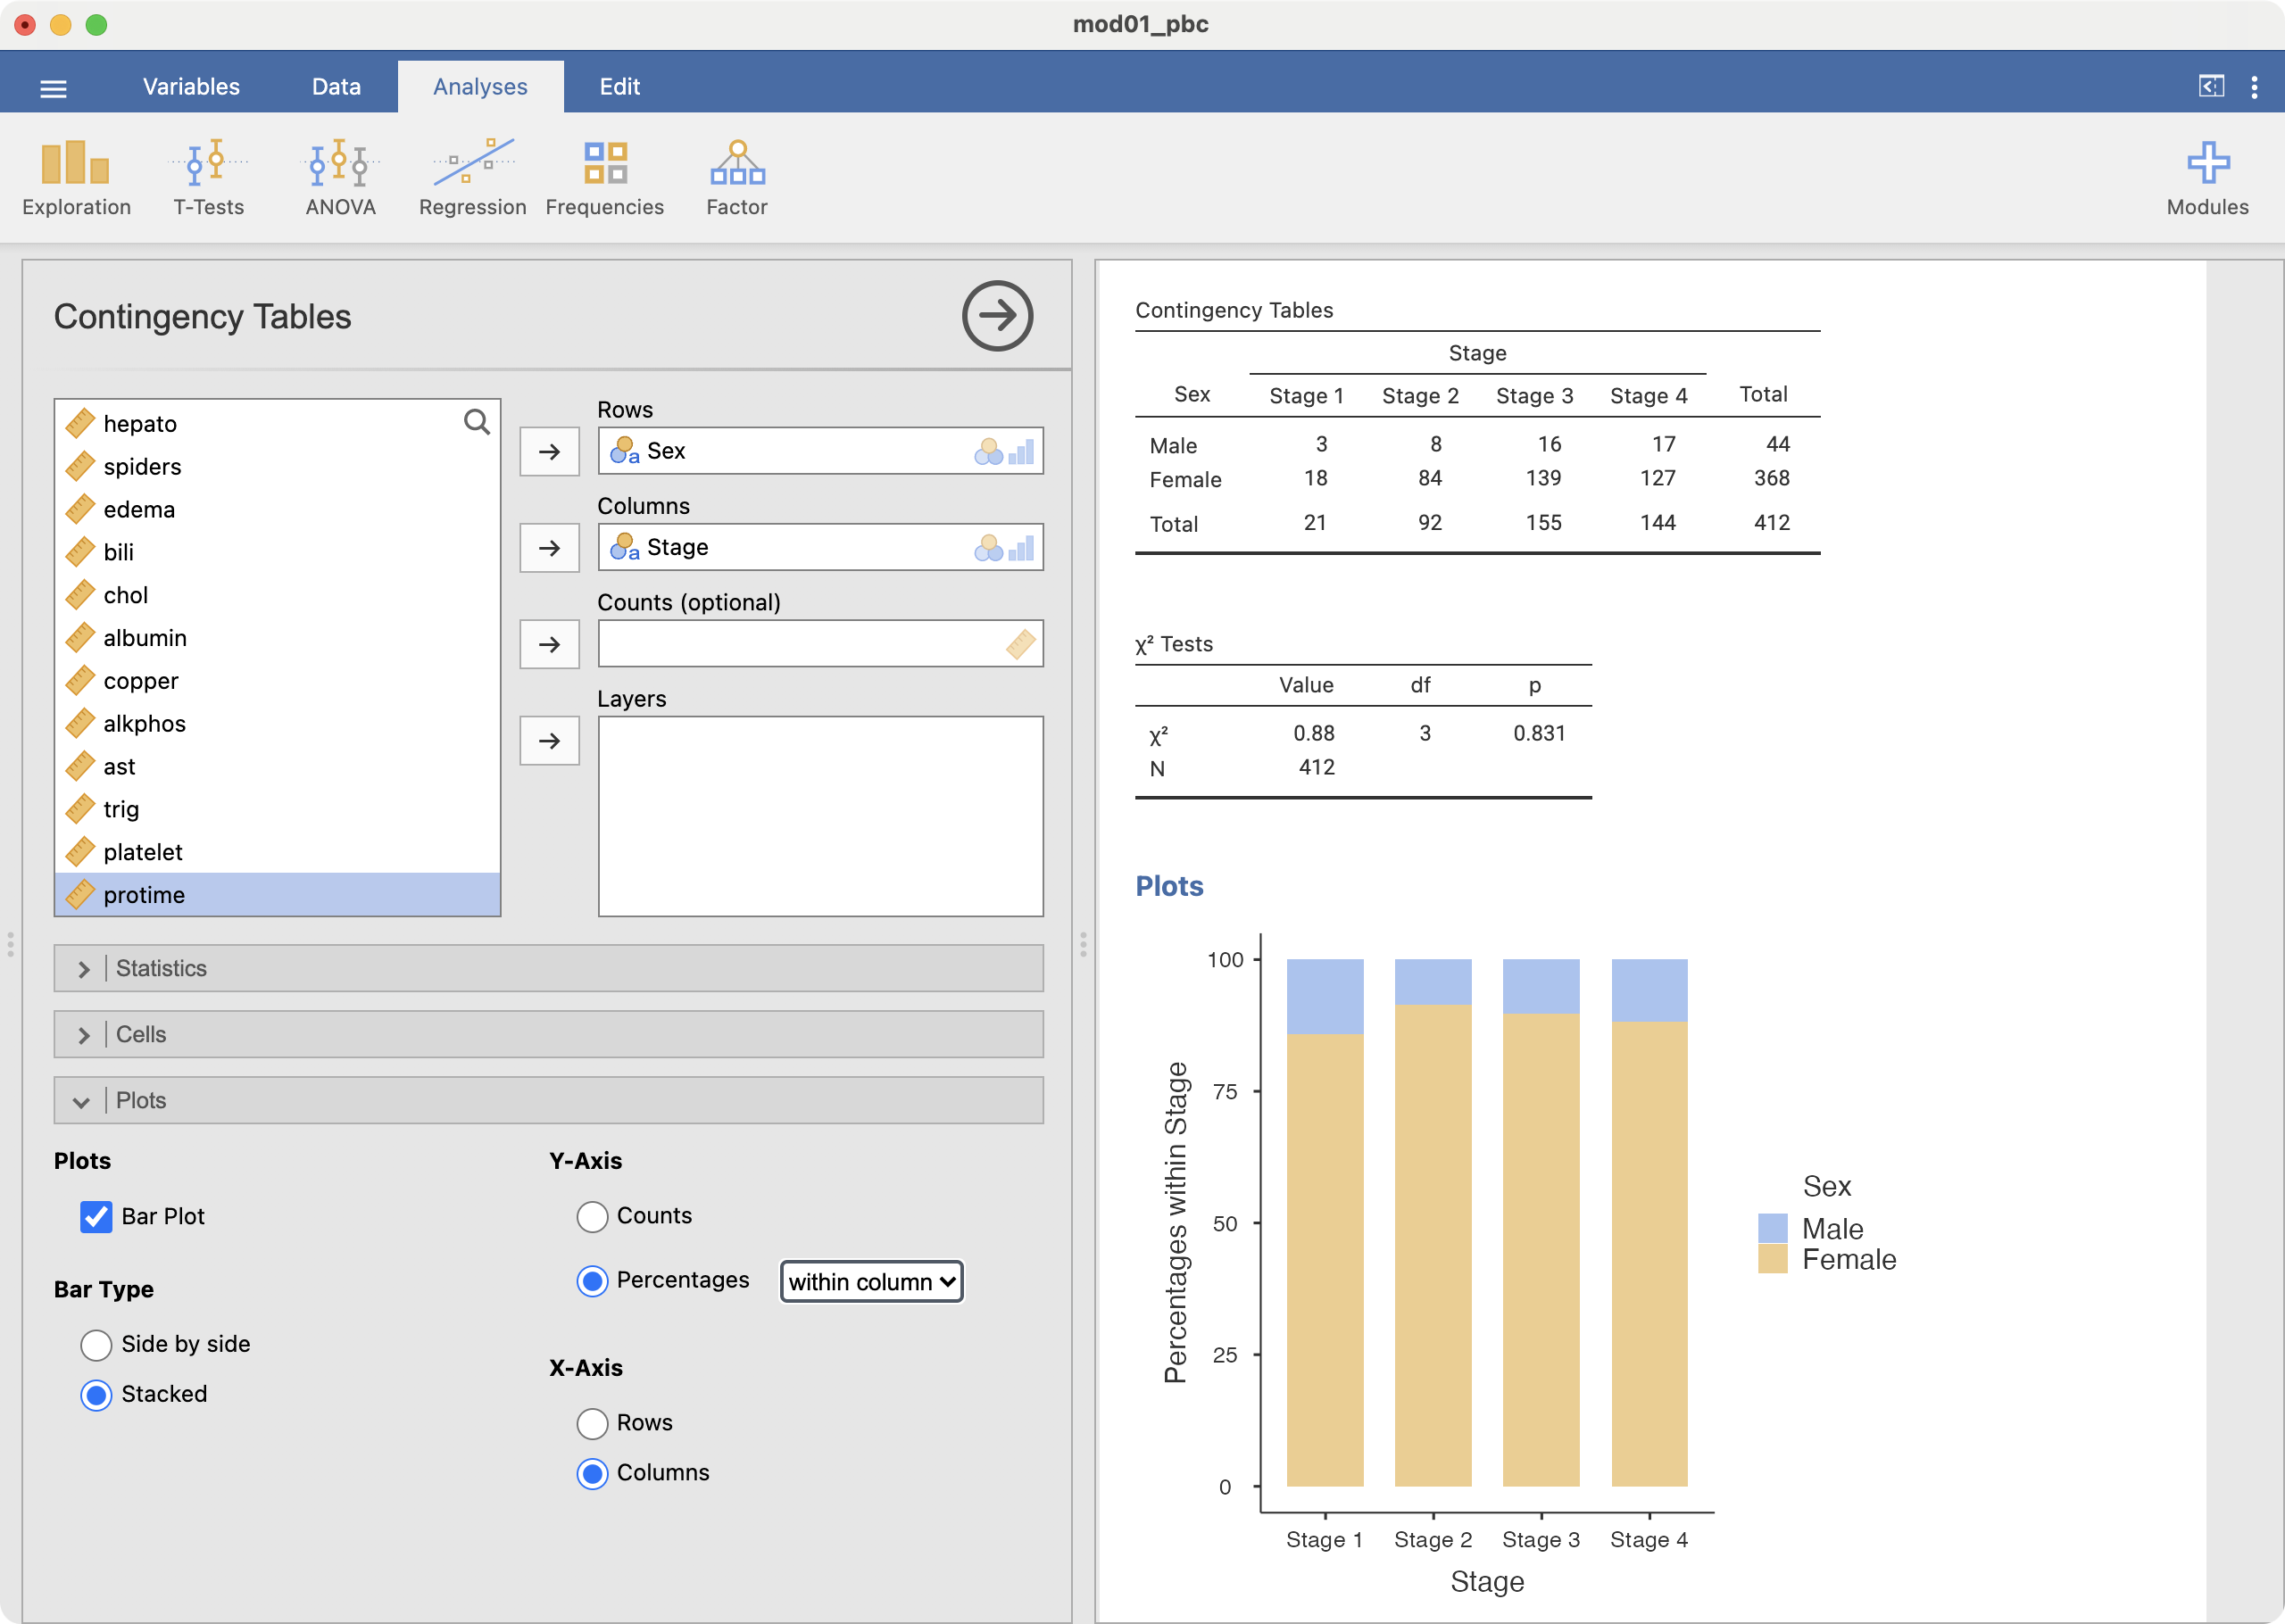 mod01_pbc
Variables Data Analyses Edit
Exploration T-Tests ANOVA Regression Frequencies Factor Modules
Contingency Tables
hepato
spiders
edema
bili
chol
albumin
copper
alkphos
ast
trig
platelet
protime
Rows
a Sex
Columns
a Stage
Counts (optional)
Layers
Statistics
Cells
Plots
Plots
Bar Plot
Bar Type
Side by side
Stacked
Y-Axis
Counts
Percentages within column
X-Axis
Rows
Columns
Contingency Tables
Stage
Sex Stage 1 Stage 2 Stage 3 Stage 4 Total
Male 3 8 16 17 44
Female 18 84 139 127 368
Total 21 92 155 144 412
χ² Tests
Value df p
χ² 0.88 3 0.831
N 412
Plots
Percentages within Stage
100
75
50
25
0
Stage 1 Stage 2 Stage 3 Stage 4
Stage
Sex
Male
Female